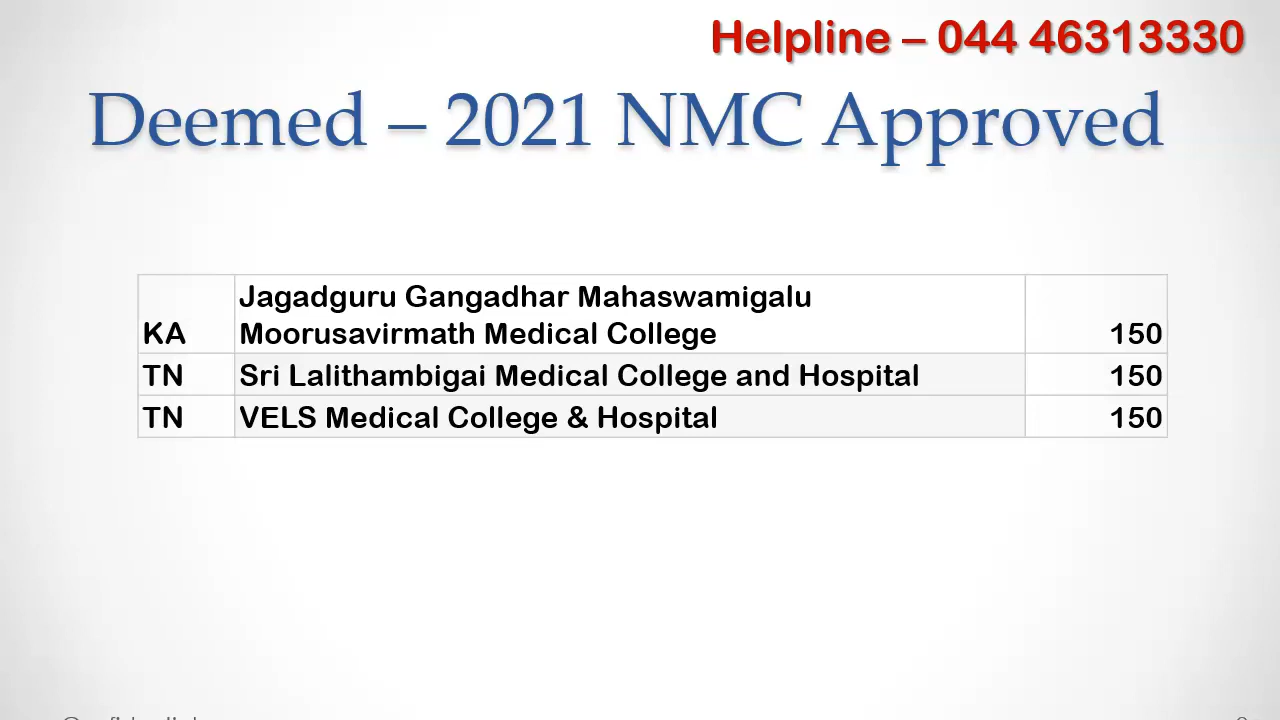 Helpline – 044 46313330
Deemed – 2021 NMC Approved
Jagadguru Gangadhar Mahaswamigalu
KA Moorusavirmath Medical College 150
TN Sri Lalithambigai Medical College and Hospital 150
TN VELS Medical College & Hospital 150